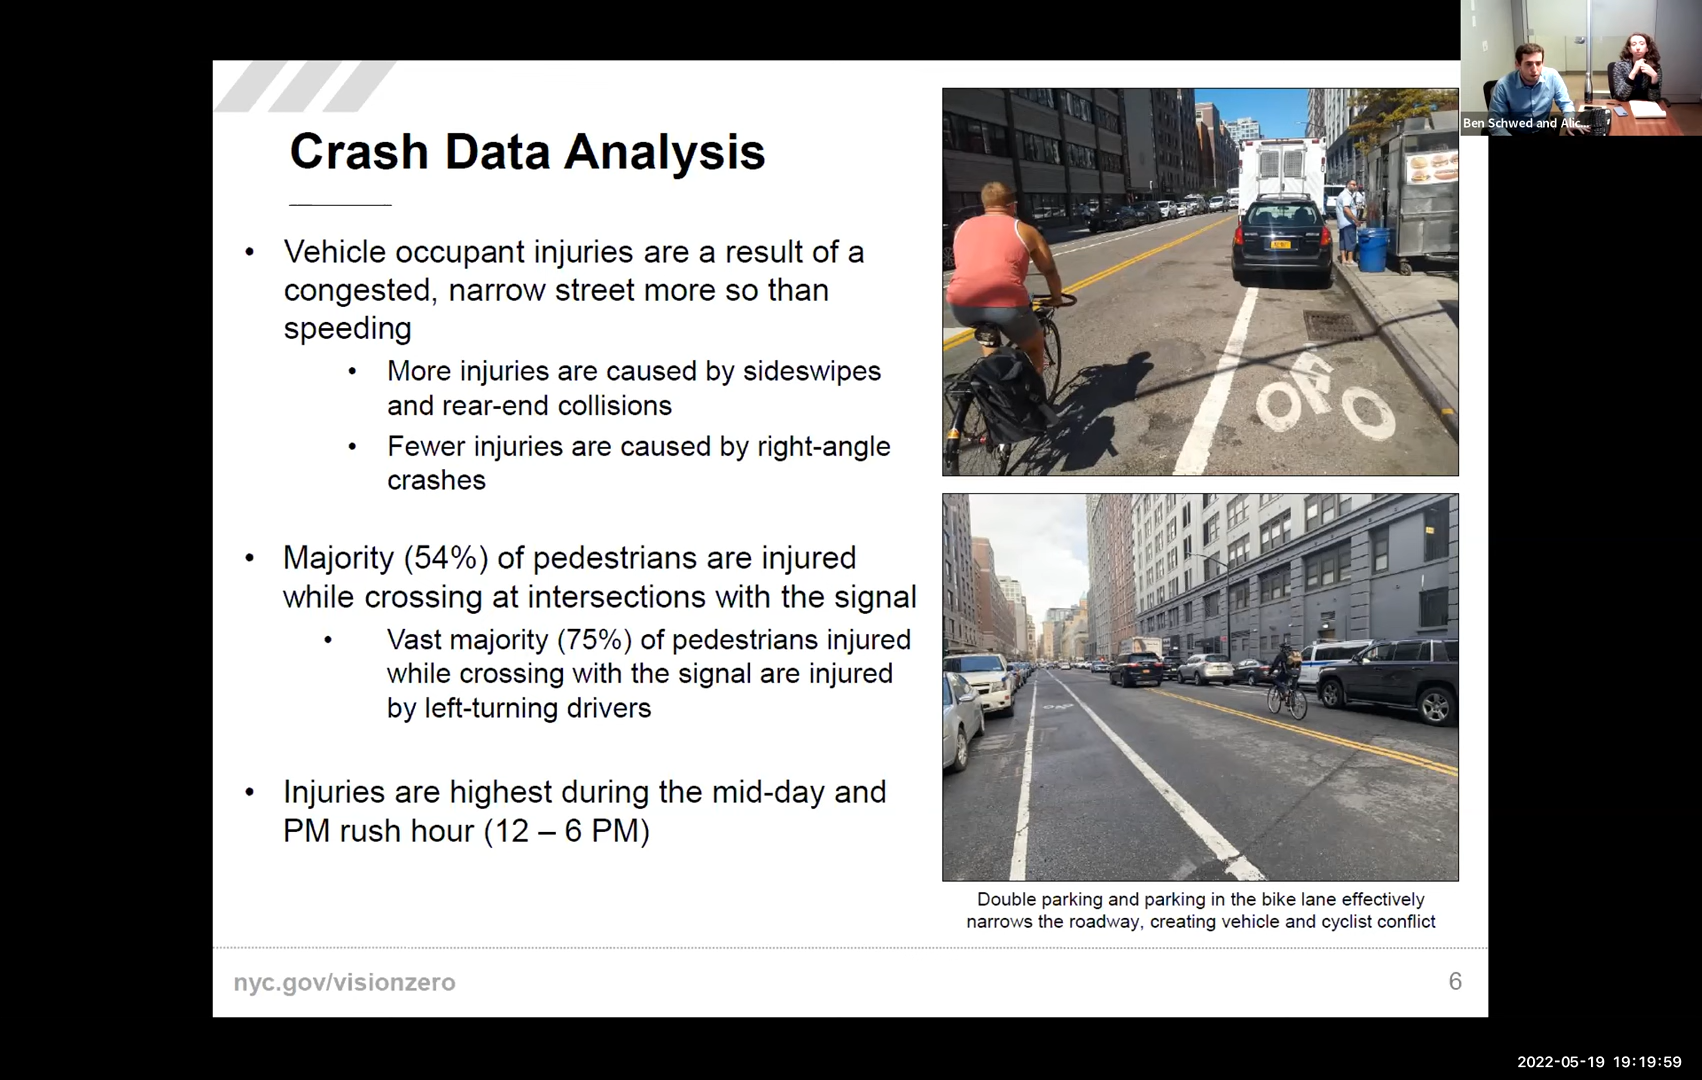 Ben Schwed and Alic...
Crash Data Analysis
• Vehicle occupant injuries are a result of a
congested, narrow street more so than
speeding
• More injuries are caused by sideswipes
and rear-end collisions
• Fewer injuries are caused by right-angle
crashes
• Majority (54%) of pedestrians are injured
while crossing at intersections with the signal
• Vast majority (75%) of pedestrians injured
while crossing with the signal are injured
by left-turning drivers
• Injuries are highest during the mid-day and
PM rush hour (12 – 6 PM)
Double parking and parking in the bike lane effectively
narrows the roadway, creating vehicle and cyclist conflict
nyc.gov/visionzero
6
2022-05-19 19:19:59